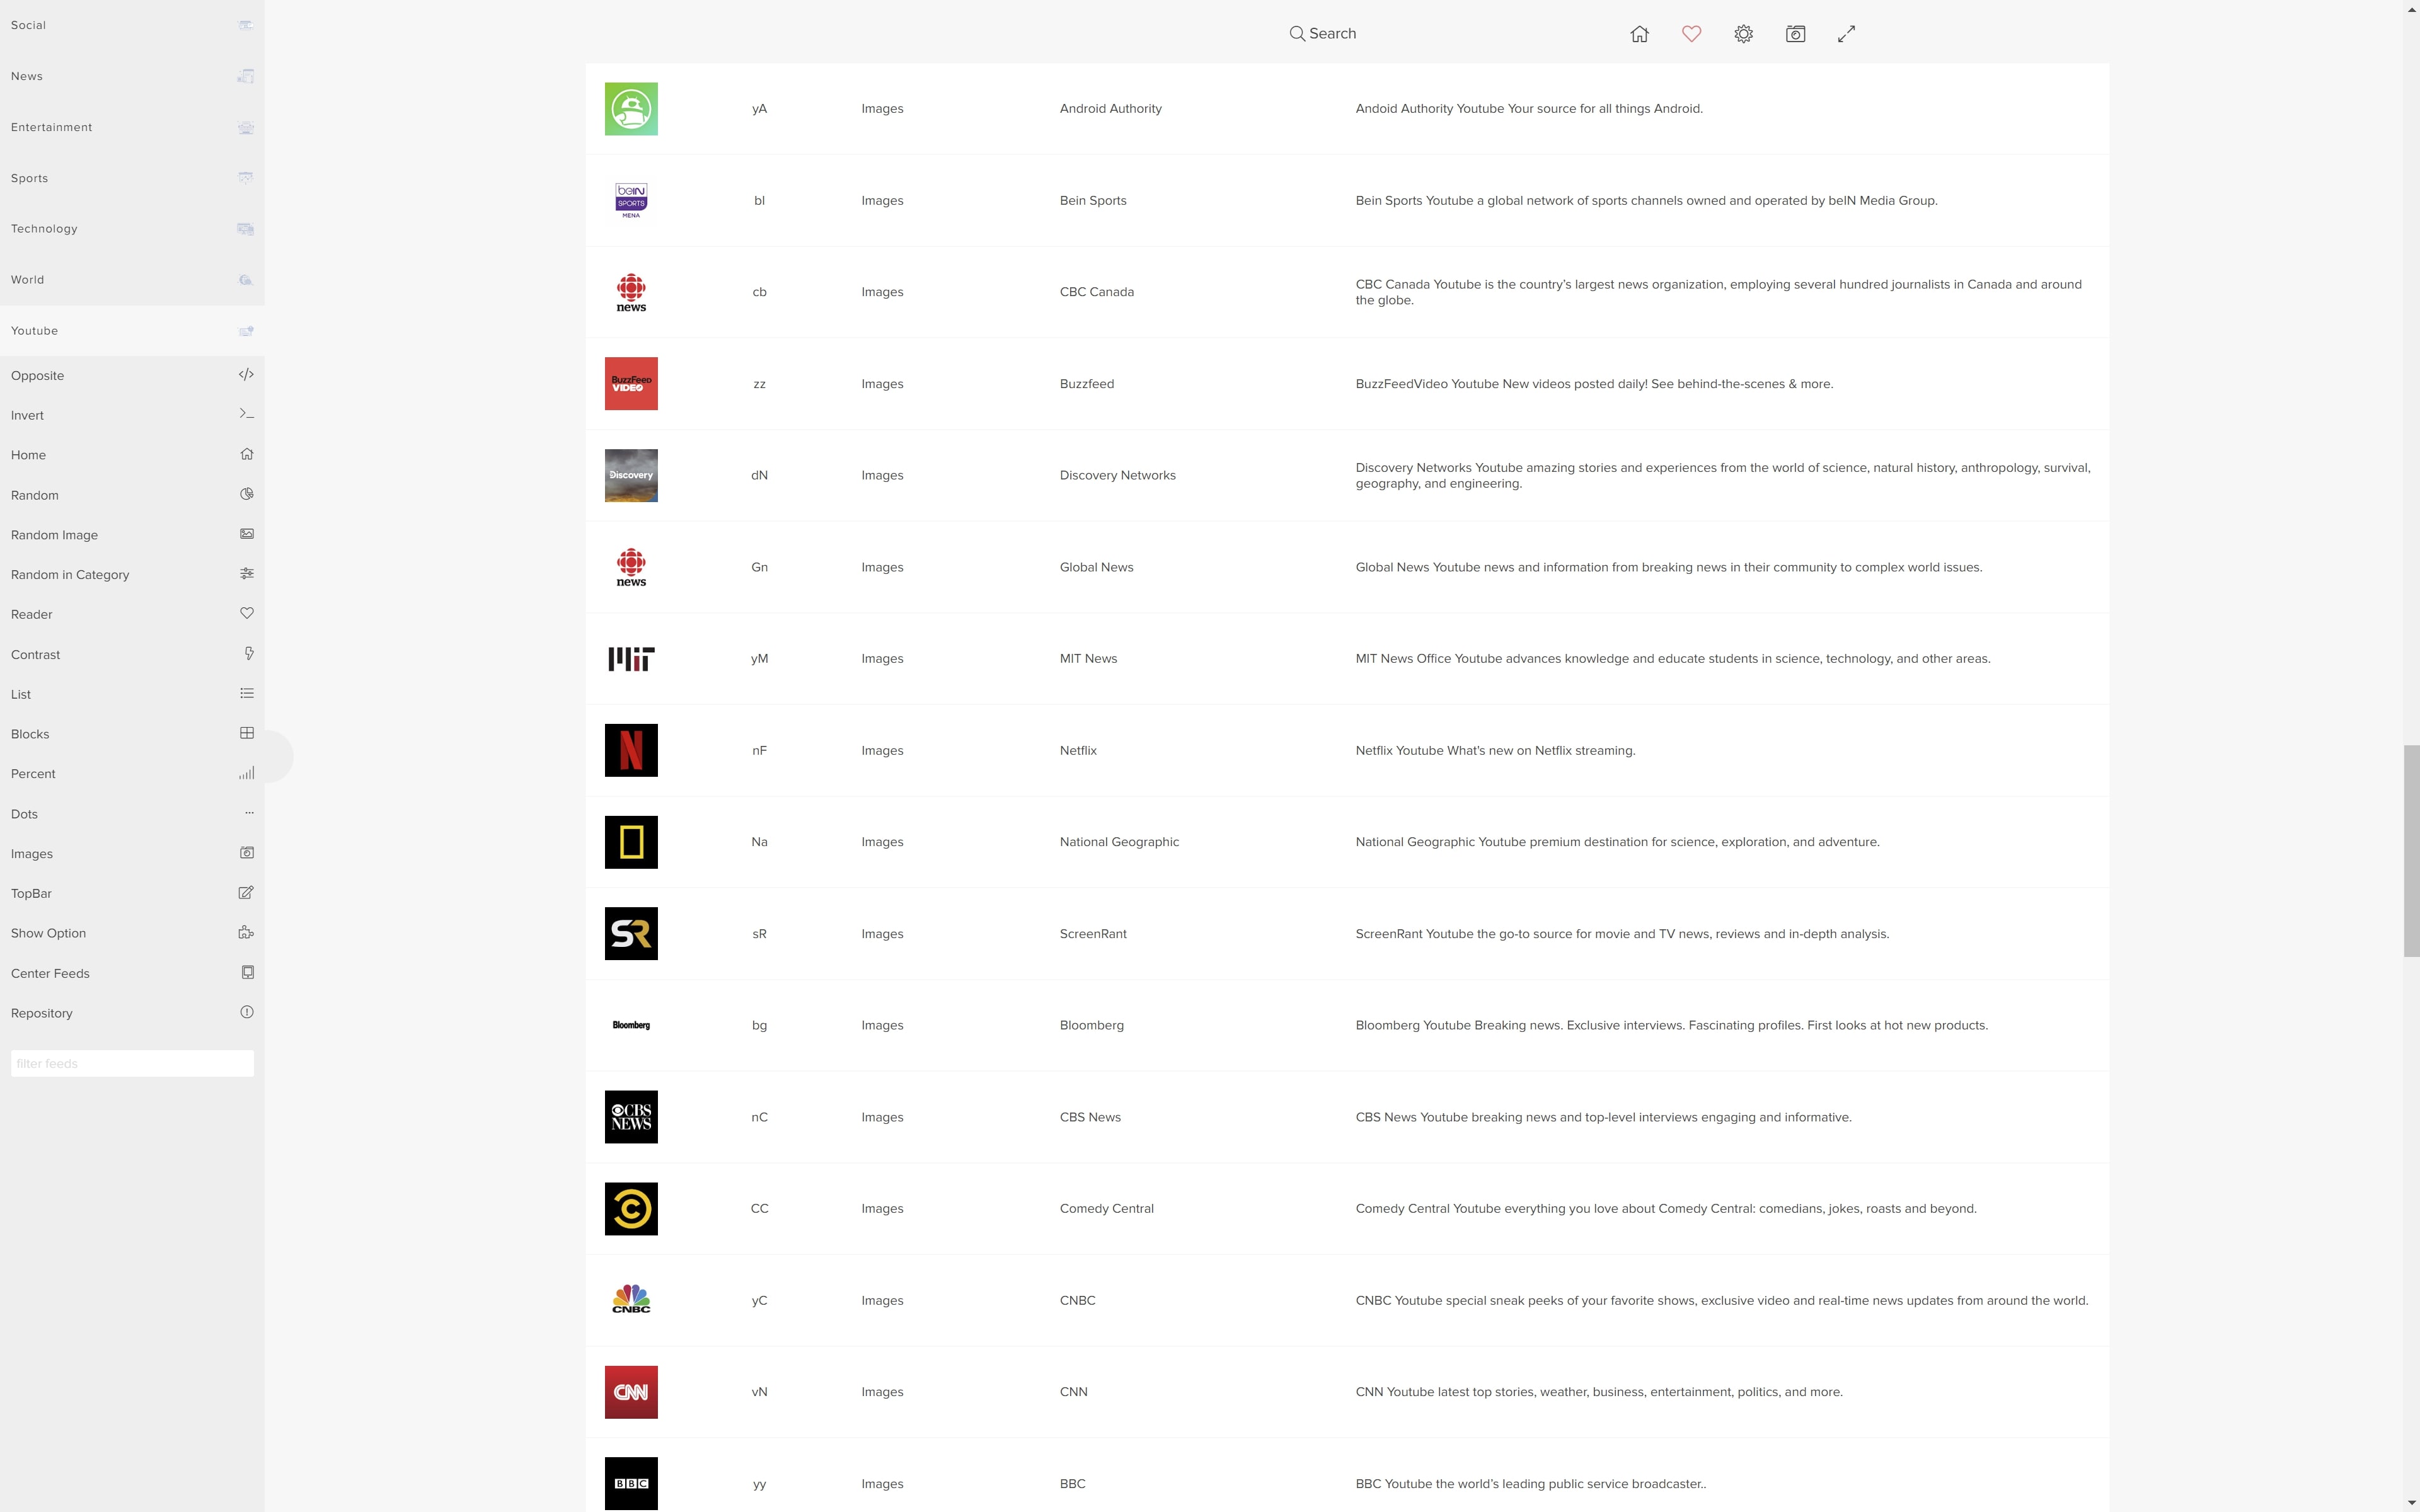 Social
News
Entertainment
Sports
Technology
World
Youtube
Opposite
Invert
Home
Random
Random Image
Random in Category
Reader
Contrast
List
Blocks
Percent
Dots
Images
TopBar
Show Option
Center Feeds
Repository
filter feeds
Search
yA Images Android Authority Andoid Authority Youtube Your source for all things Android.
beIN
SPORTS
MENA
bI Images Bein Sports Bein Sports Youtube a global network of sports channels owned and operated by beIN Media Group.
news
cb Images CBC Canada CBC Canada Youtube is the country's largest news organization, employing several hundred journalists in Canada and around
the globe.
BuzzFeed
VIDEO
zz Images Buzzfeed BuzzFeedVideo Youtube New videos posted daily! See behind-the-scenes & more.
Discovery
dN Images Discovery Networks Discovery Networks Youtube amazing stories and experiences from the world of science, natural history, anthropology, survival,
geography, and engineering.
news
Gn Images Global News Global News Youtube news and information from breaking news in their community to complex world issues.
MIT
yM Images MIT News MIT News Office Youtube advances knowledge and educate students in science, technology, and other areas.
N
nF Images Netflix Netflix Youtube What's new on Netflix streaming.
Na Images National Geographic National Geographic Youtube premium destination for science, exploration, and adventure.
SR
sR Images ScreenRant ScreenRant Youtube the go-to source for movie and TV news, reviews and in-depth analysis.
Bloomberg
bg Images Bloomberg Bloomberg Youtube Breaking news. Exclusive interviews. Fascinating profiles. First looks at hot new products.
CBS
NEWS
nC Images CBS News CBS News Youtube breaking news and top-level interviews engaging and informative.
CC Images Comedy Central Comedy Central Youtube everything you love about Comedy Central: comedians, jokes, roasts and beyond.
CNBC
yC Images CNBC CNBC Youtube special sneak peeks of your favorite shows, exclusive video and real-time news updates from around the world.
CNN
vN Images CNN CNN Youtube latest top stories, weather, business, entertainment, politics, and more.
BBC
yy Images BBC BBC Youtube the world's leading public service broadcaster..